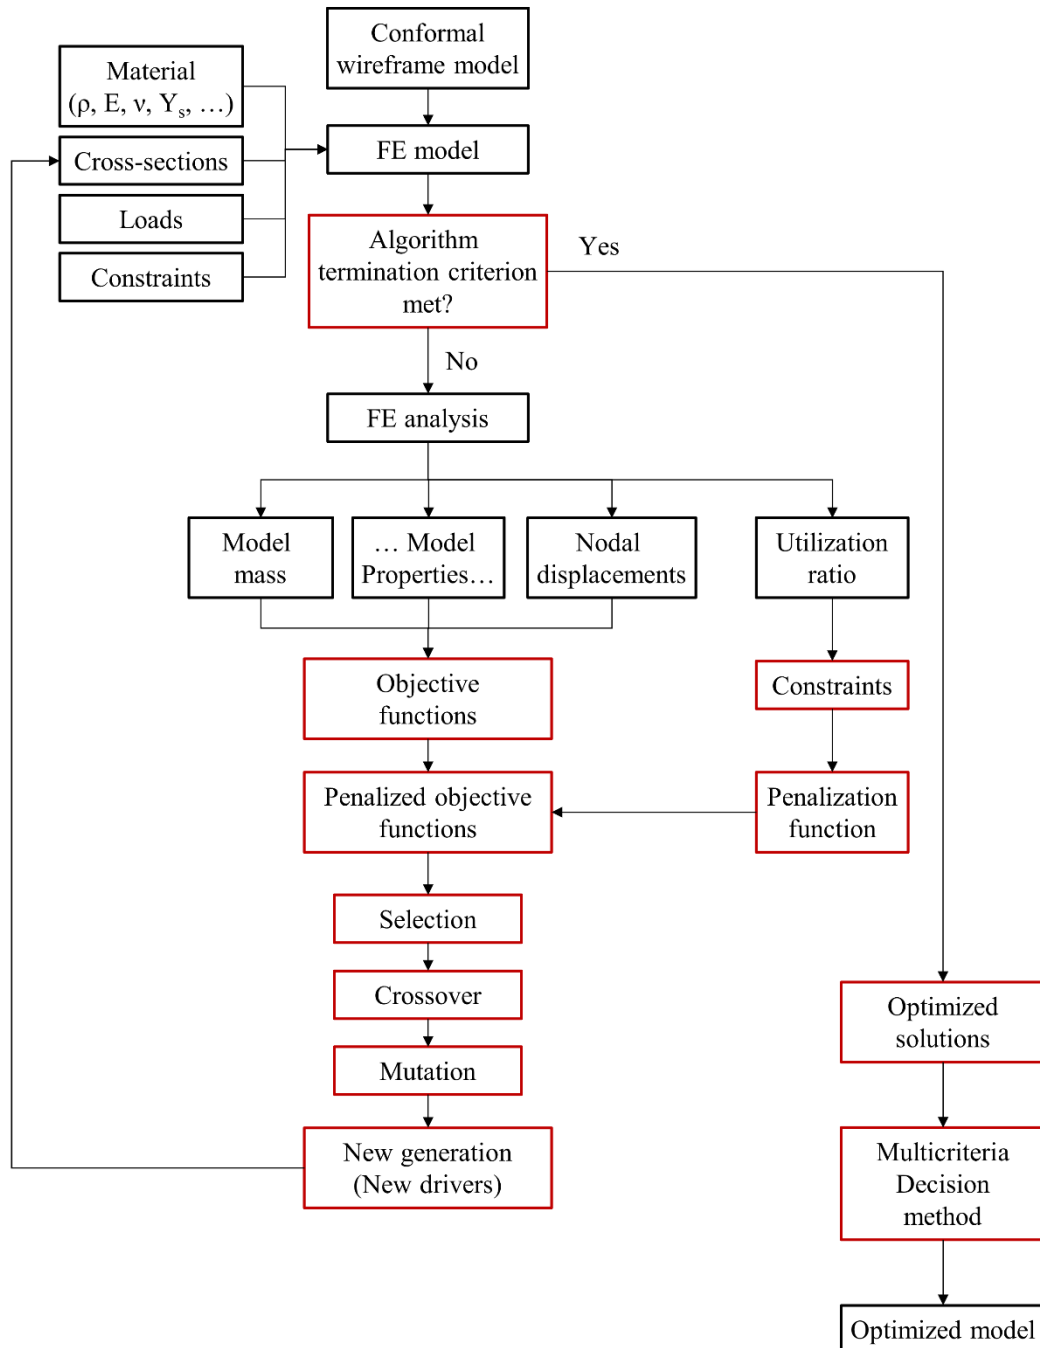 Conformal
wireframe model
Material
(ρ, E, ν, Yₛ, …)
Cross-sections
FE model
Loads
Constraints
Algorithm
termination criterion
met?
Yes
No
FE analysis
Model
mass
… Model
Properties…
Nodal
displacements
Utilization
ratio
Objective
functions
Constraints
Penalized objective
functions
Penalization
function
Selection
Crossover
Mutation
New generation
(New drivers)
Optimized
solutions
Multicriteria
Decision
method
Optimized model